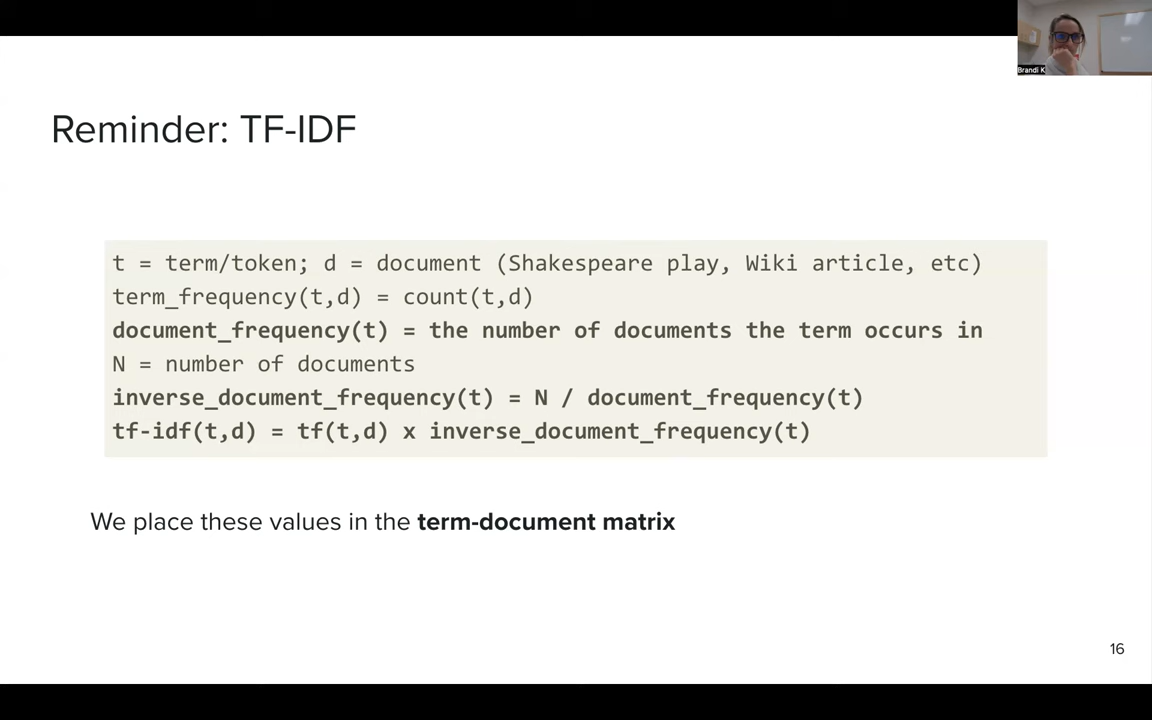 Brandi K
Reminder: TF-IDF
t = term/token; d = document (Shakespeare play, Wiki article, etc)
term_frequency(t,d) = count(t,d)
document_frequency(t) = the number of documents the term occurs in
N = number of documents
inverse_document_frequency(t) = N / document_frequency(t)
tf-idf(t,d) = tf(t,d) x inverse_document_frequency(t)
We place these values in the term-document matrix
16